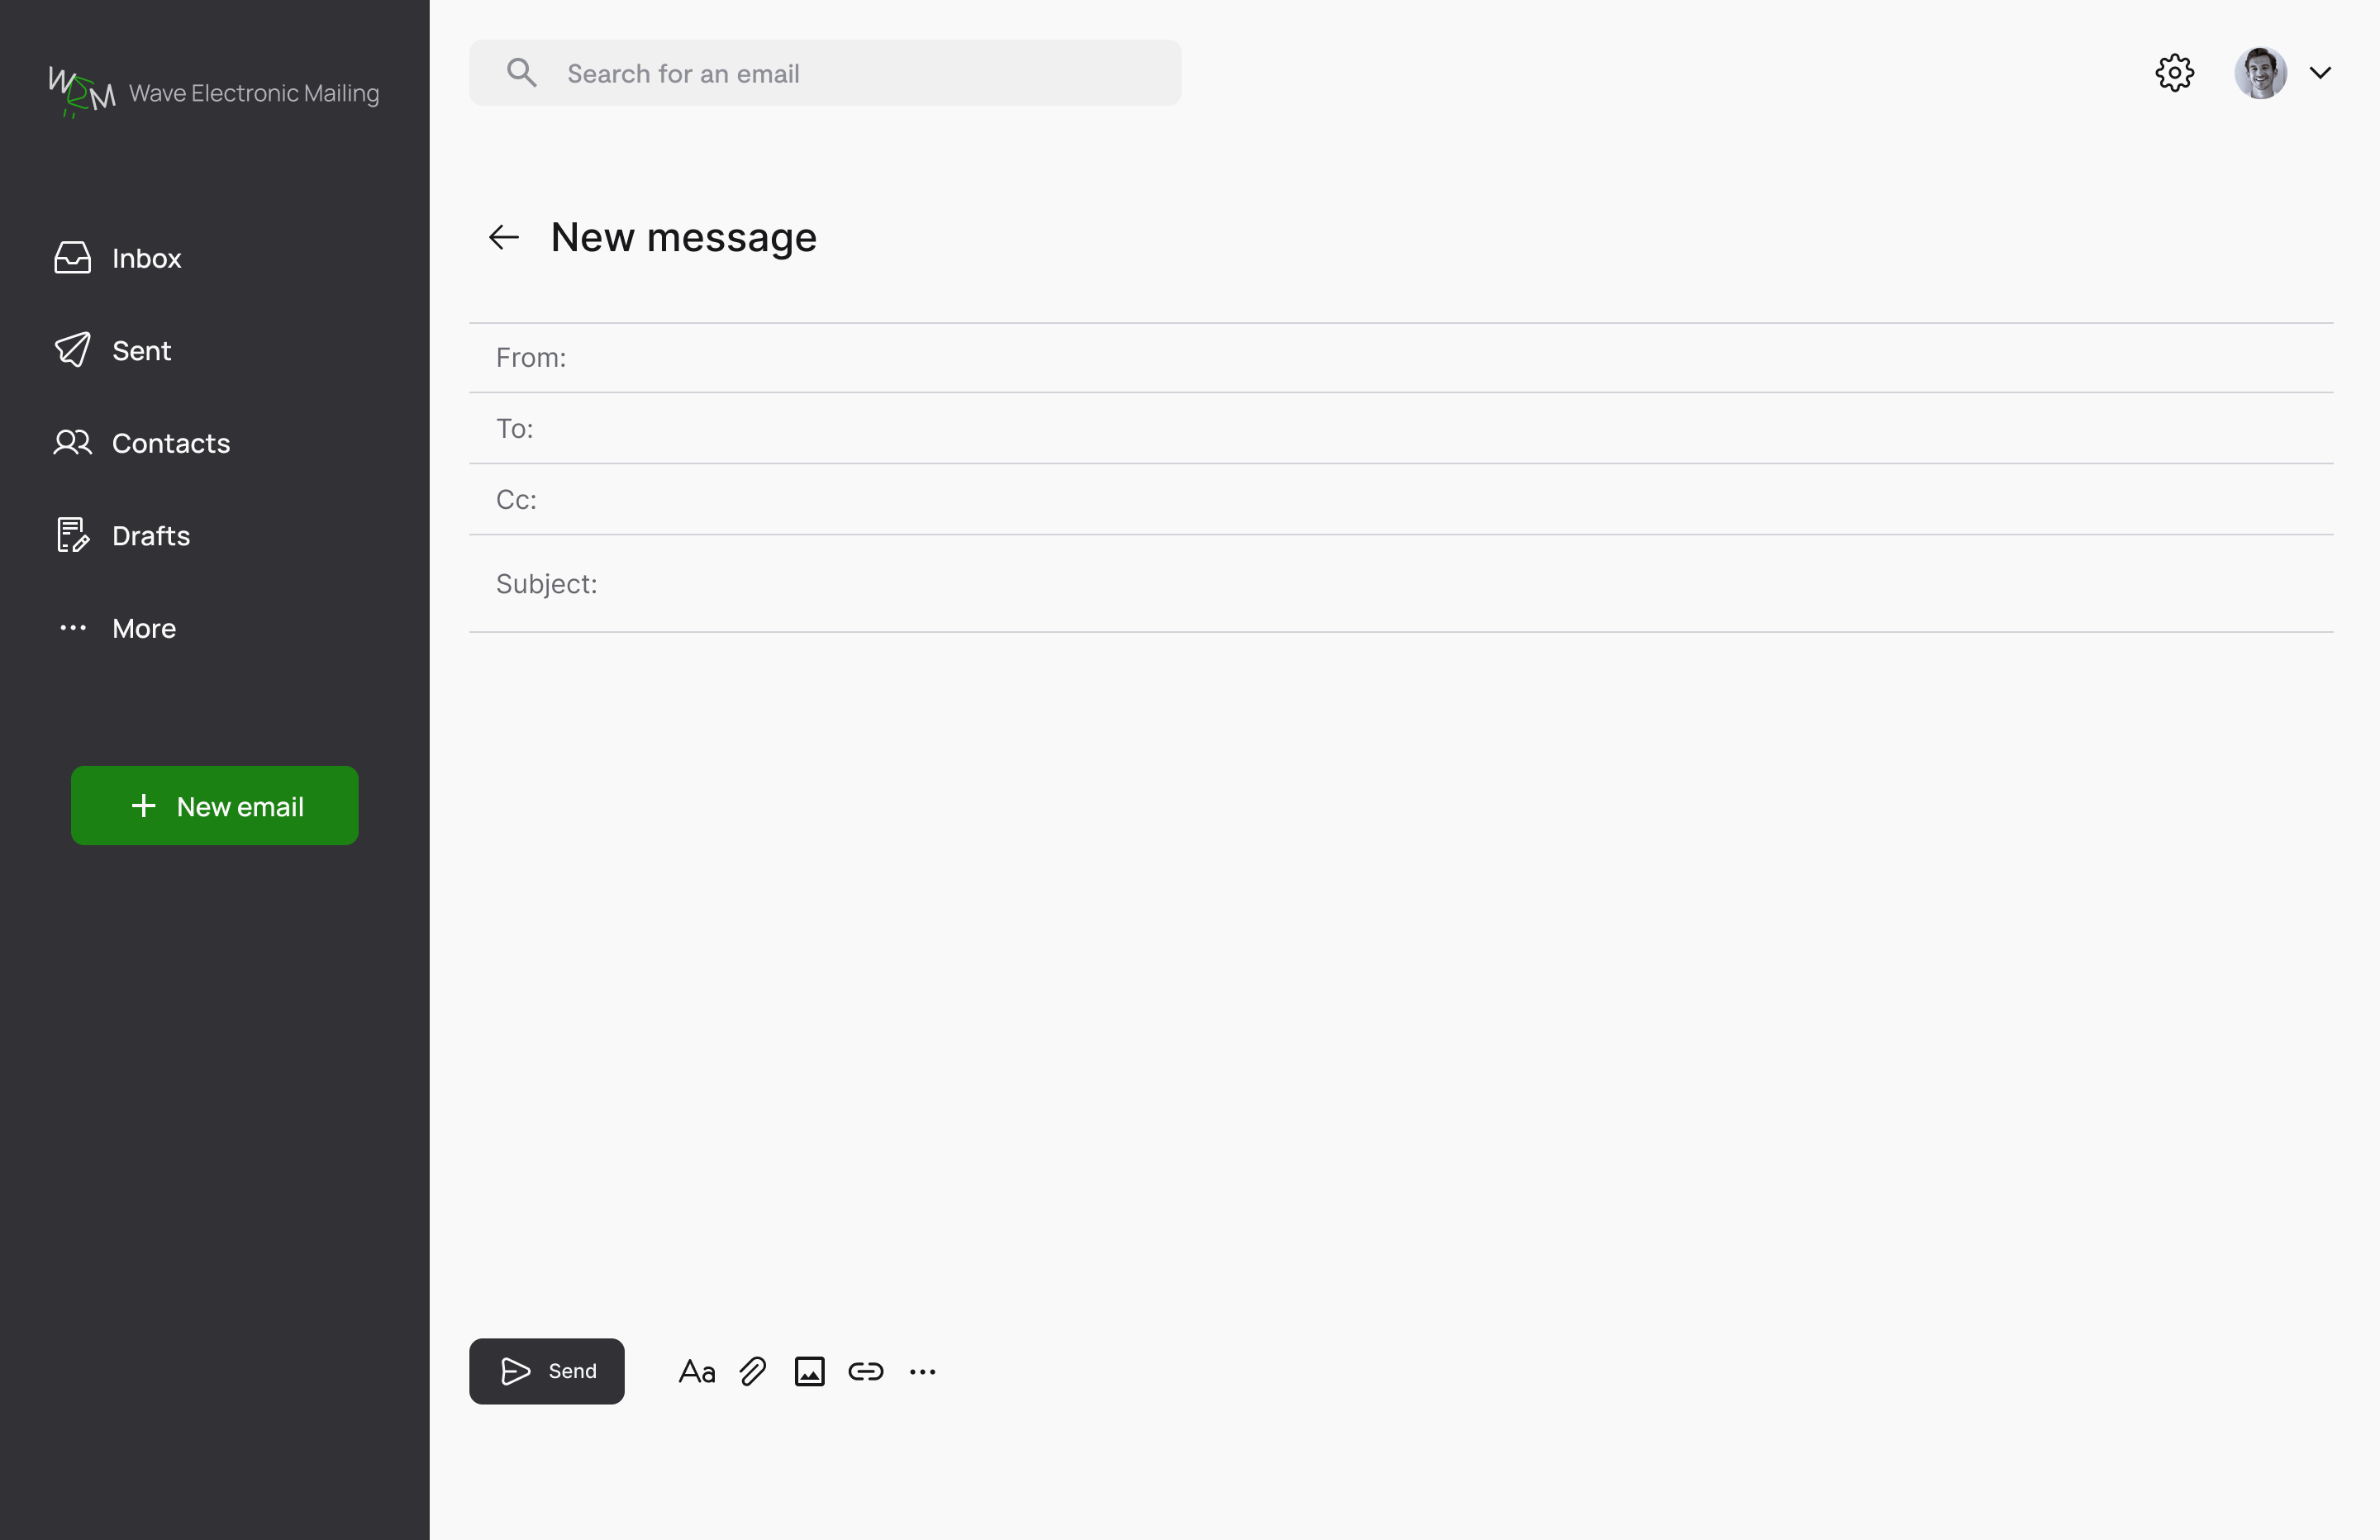 WEM Wave Electronic Mailing
Inbox
Sent
Contacts
Drafts
More
New email
Search for an email
New message
From:
To:
Cc:
Subject:
Send
Aa